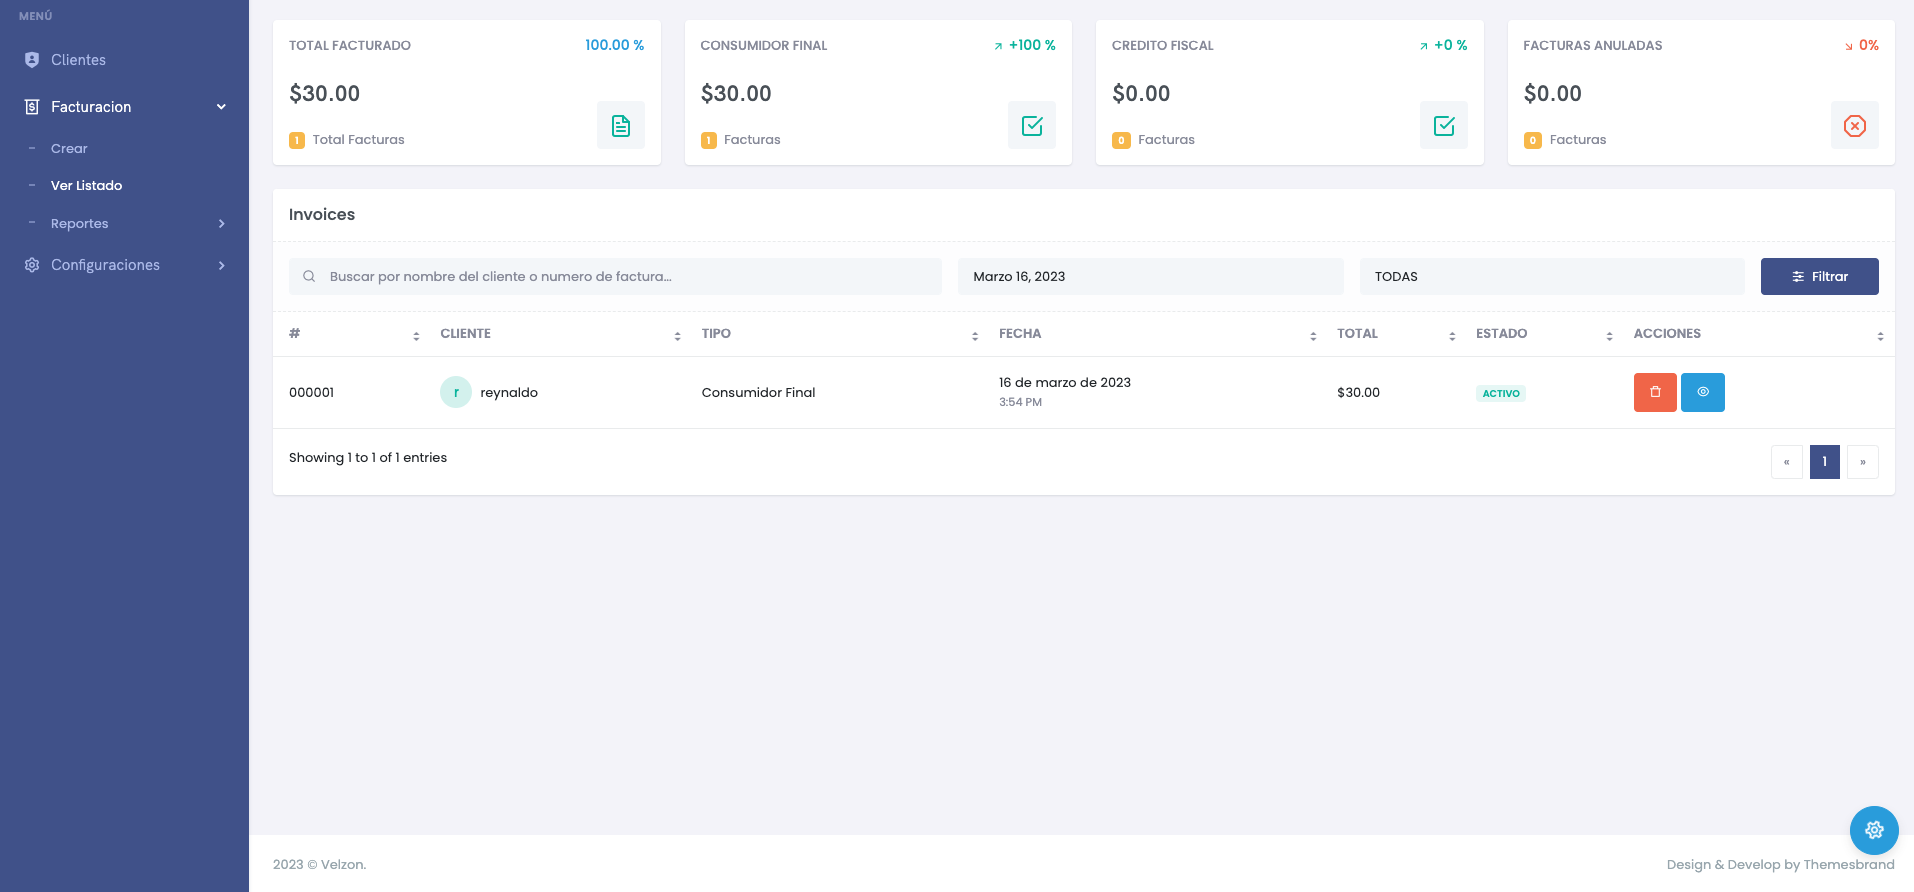 MENÚ
Clientes
Facturacion
Crear
Ver Listado
Reportes
Configuraciones
TOTAL FACTURADO 100.00 %
$30.00
1 Total Facturas
CONSUMIDOR FINAL +100 %
$30.00
1 Facturas
CREDITO FISCAL +0 %
$0.00
0 Facturas
FACTURAS ANULADAS 0%
$0.00
0 Facturas
Invoices
Buscar por nombre del cliente o numero de factura... Marzo 16, 2023 TODAS Filtrar
# CLIENTE TIPO FECHA TOTAL ESTADO ACCIONES
000001 r reynaldo Consumidor Final 16 de marzo de 2023 $30.00 ACTIVO
3:54 PM
Showing 1 to 1 of 1 entries « 1 »
2023 © Velzon. Design & Develop by Themesbrand